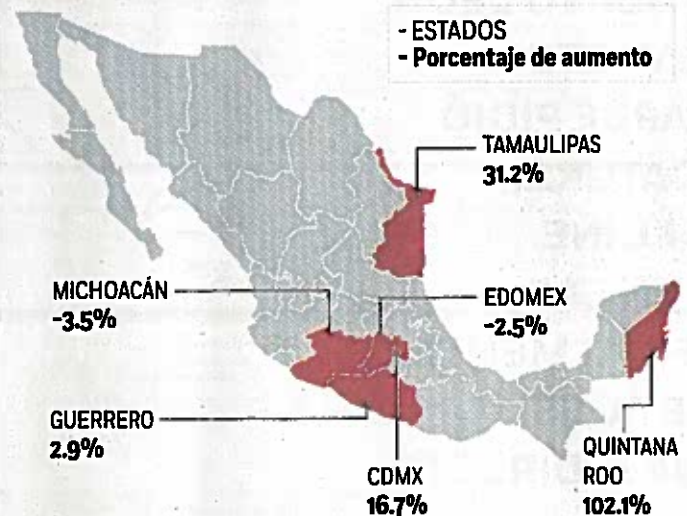 - ESTADOS
- Porcentaje de aumento
TAMAULIPAS
31.2%
MICHOACÁN
-3.5%
EDOMEX
-2.5%
GUERRERO
2.9%
CDMX
16.7%
QUINTANA
ROO
102.1%